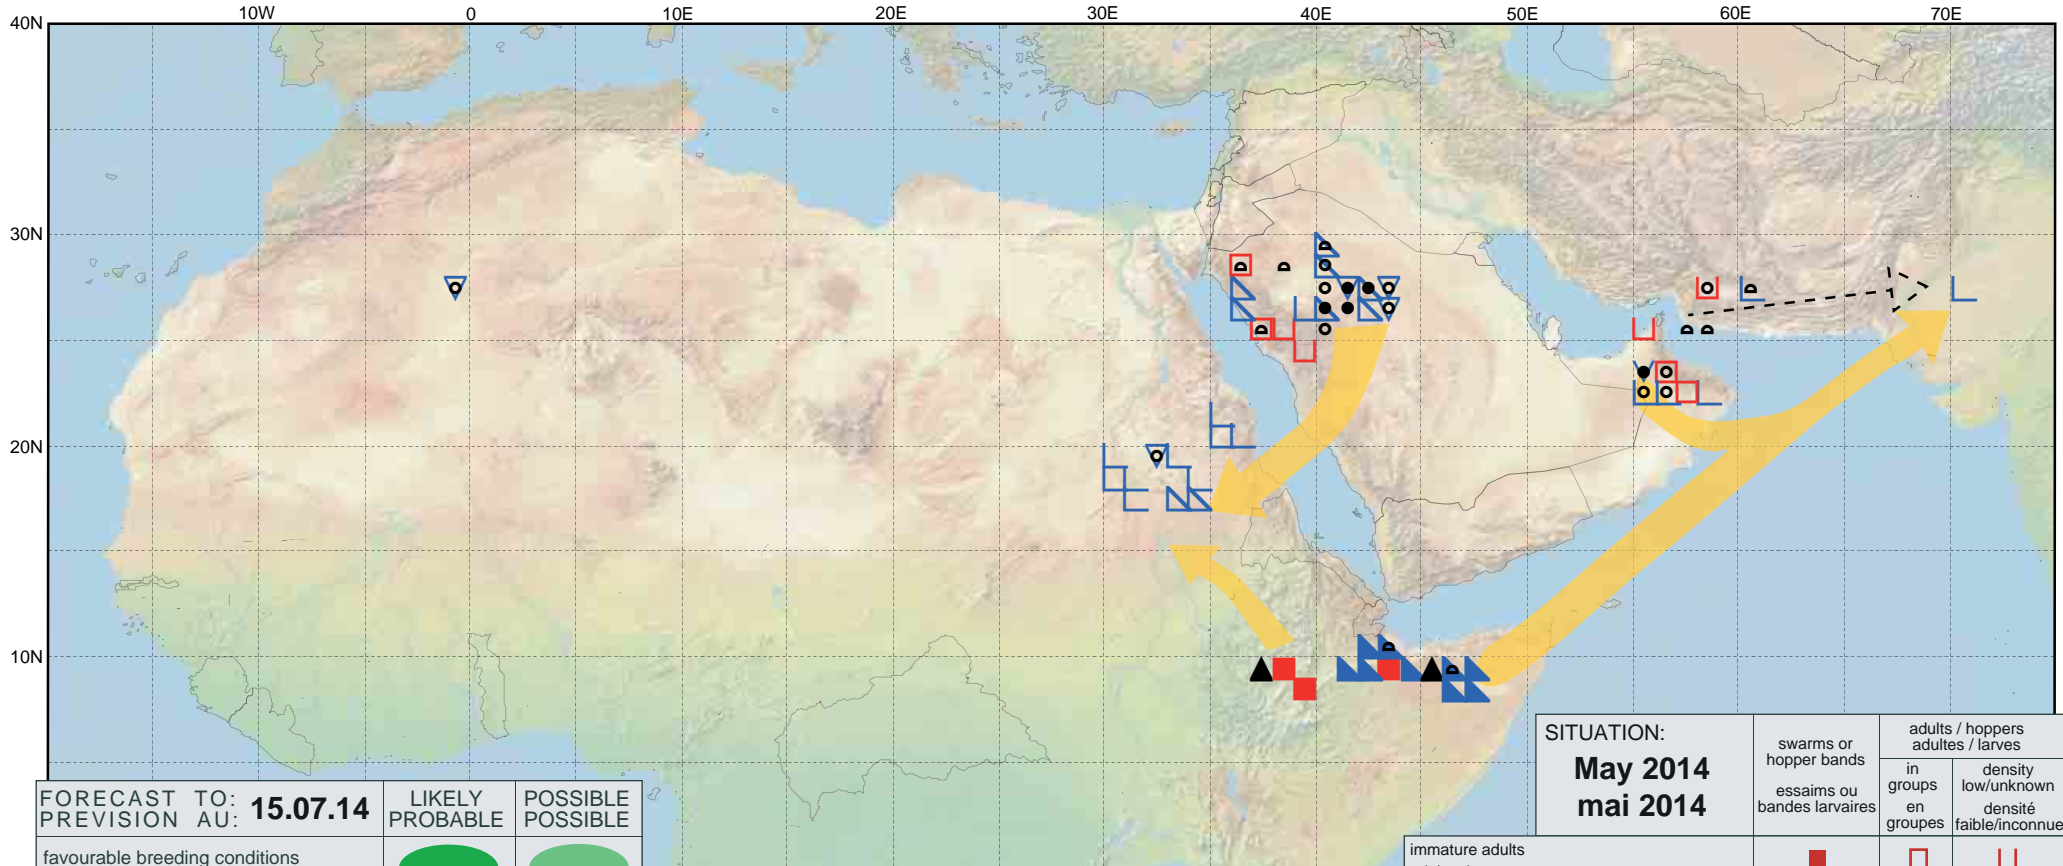 10W 0 10E 20E 30E 40E 50E 60E 70E
40N
30N
20N
10N
FORECAST TO:
PREVISION AU:
15.07.14
LIKELY
PROBABLE
POSSIBLE
POSSIBLE
favourable breeding conditions
SITUATION:
May 2014
mai 2014
swarms or
hopper bands
essaims ou
bandes larvaires
adults / hoppers
adultes / larves
in
groups
en
groupes
density
low/unknown
densité
faible/inconnue
immature adults